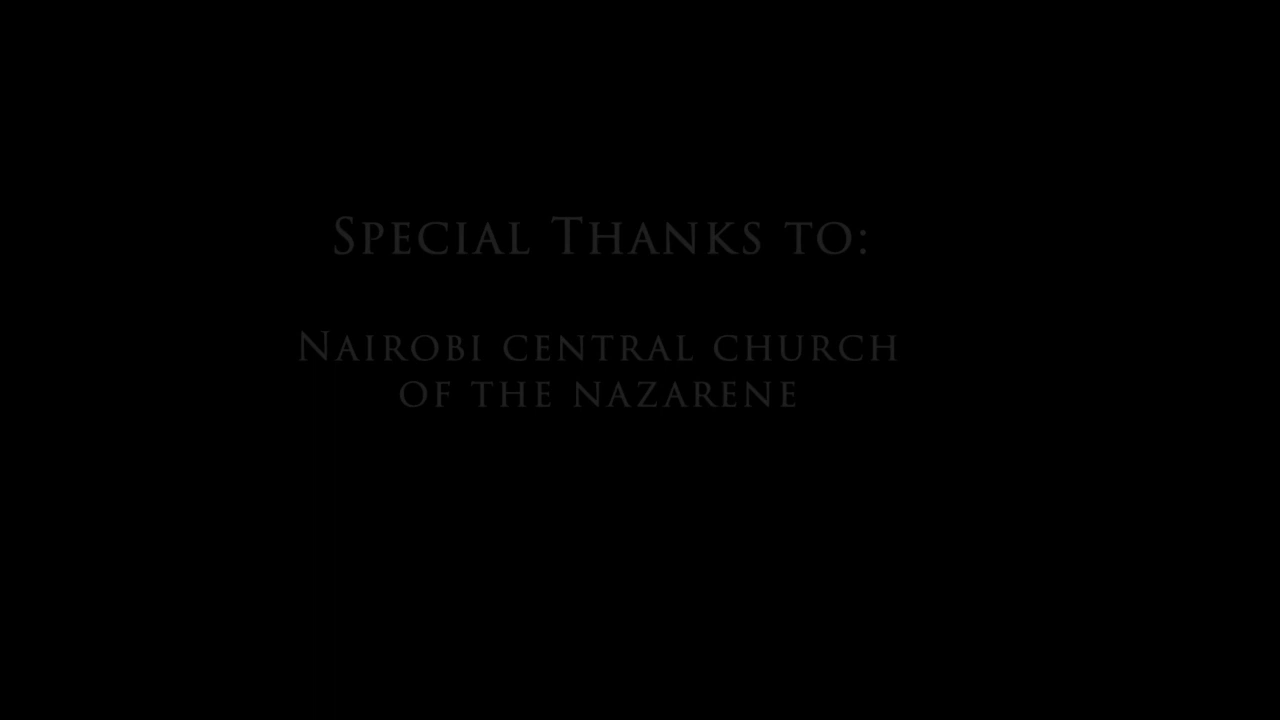 Special Thanks to:
Nairobi central church
of the nazarene